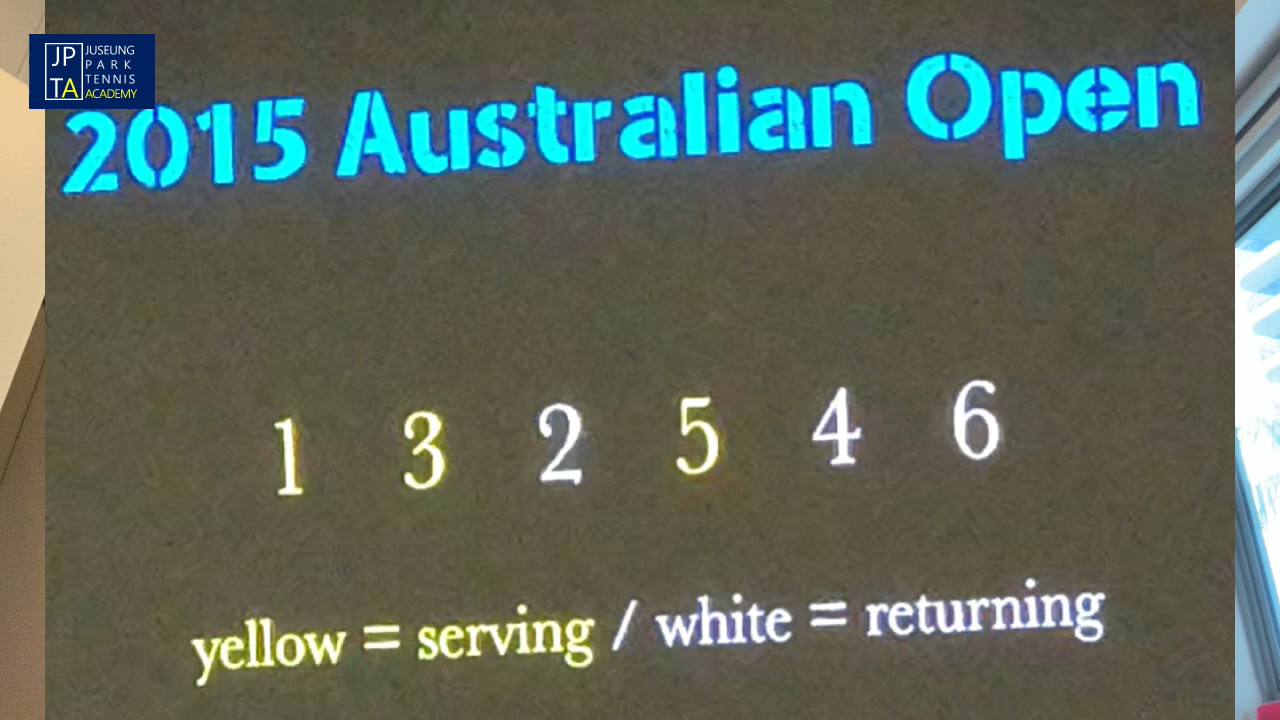 JP
TA
JUSEUNG
PARK
TENNIS
ACADEMY
2015 Australian Open
1 3 2 5 4 6
yellow = serving / white = returning